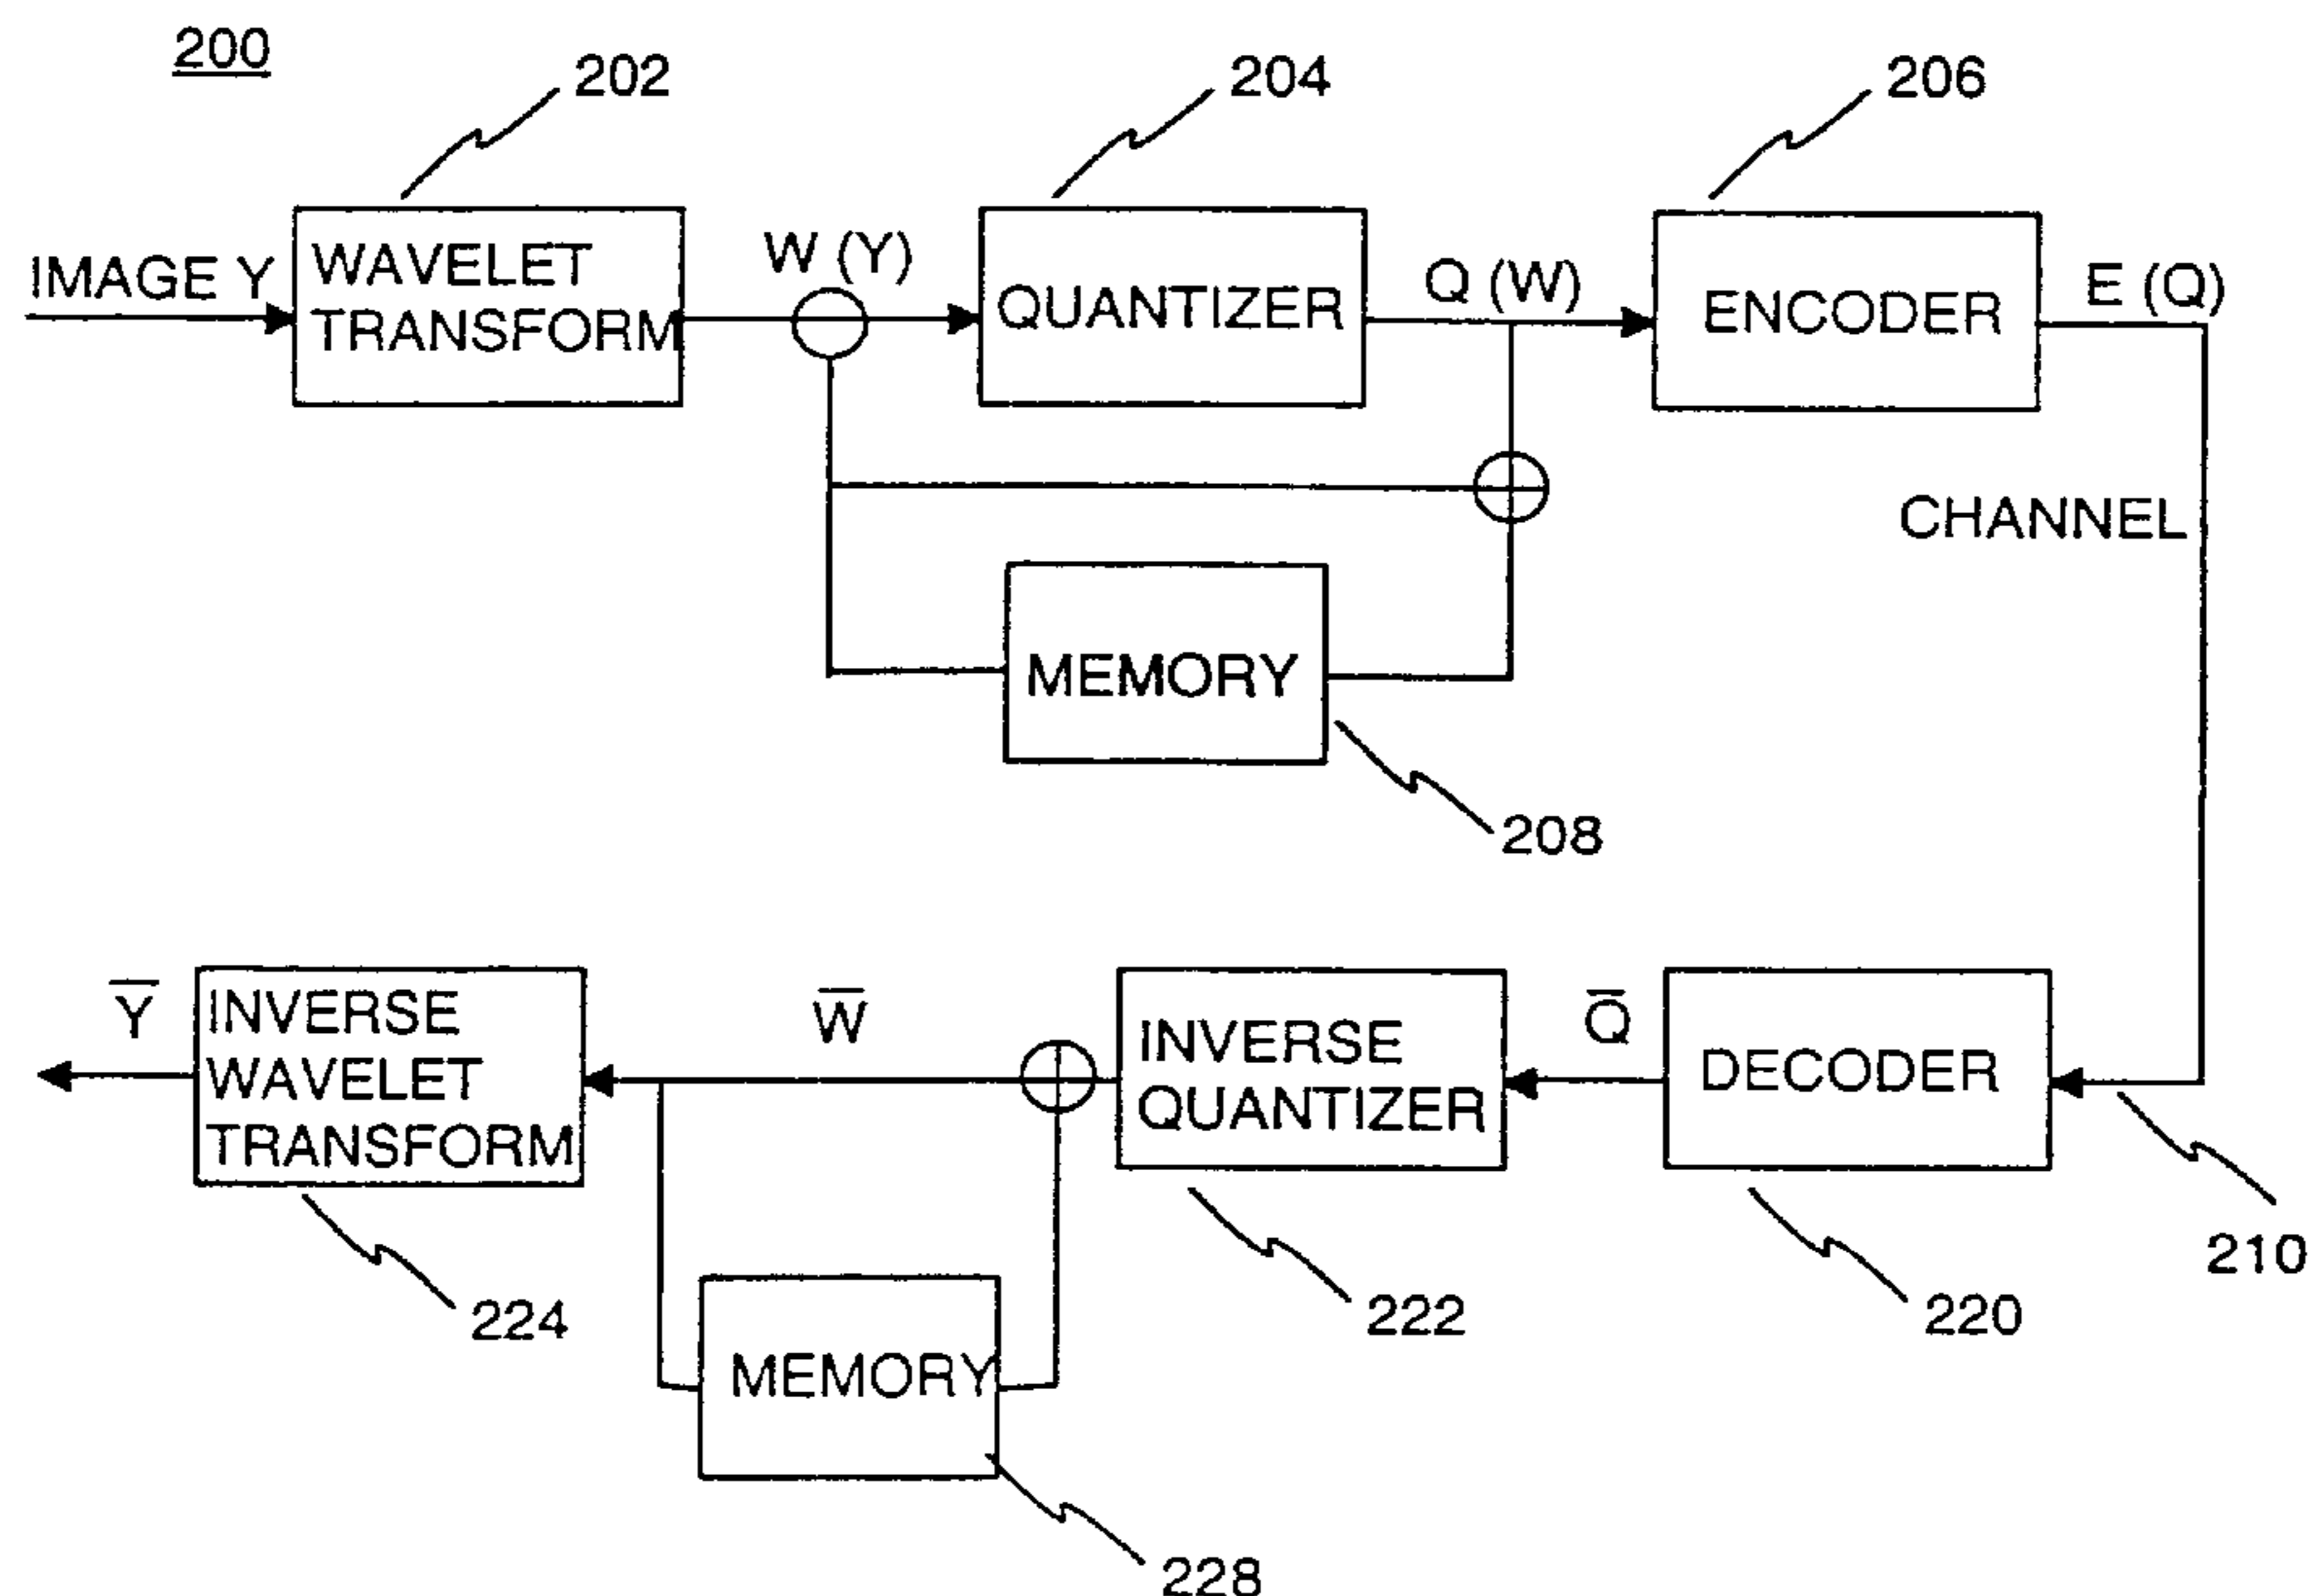 200
202
204
206
IMAGE Y
WAVELET
TRANSFORM
W (Y)
QUANTIZER
Q (W)
ENCODER
E (Q)
CHANNEL
MEMORY
208
Y̅
INVERSE
WAVELET
TRANSFORM
W̅
INVERSE
QUANTIZER
Q̅
DECODER
210
224
222
220
MEMORY
228